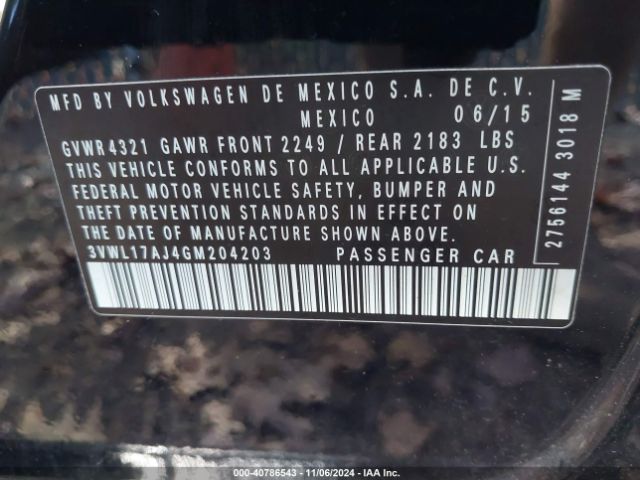 MFD BY VOLKSWAGEN DE MEXICO S.A. DE C.V.
MEXICO 06/15
GVWR 4321 GAWR FRONT 2249 / REAR 2183 LBS
THIS VEHICLE CONFORMS TO ALL APPLICABLE U.S.
FEDERAL MOTOR VEHICLE SAFETY, BUMPER AND
THEFT PREVENTION STANDARDS IN EFFECT ON
THE DATE OF MANUFACTURE SHOWN ABOVE.
3VWL17AJ4GM204203 PASSENGER CAR
2756144 3018 M
000-40786543 - 11/06/2024 - IAA Inc.